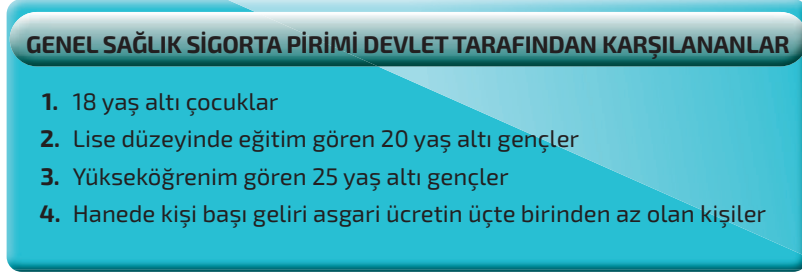 GENEL SAĞLIK SİGORTA PİRİMİ DEVLET TARAFINDAN KARŞILANANLAR
1. 18 yaş altı çocuklar
2. Lise düzeyinde eğitim gören 20 yaş altı gençler
3. Yükseköğrenim gören 25 yaş altı gençler
4. Hanede kişi başı geliri asgari ücretin üçte birinden az olan kişiler